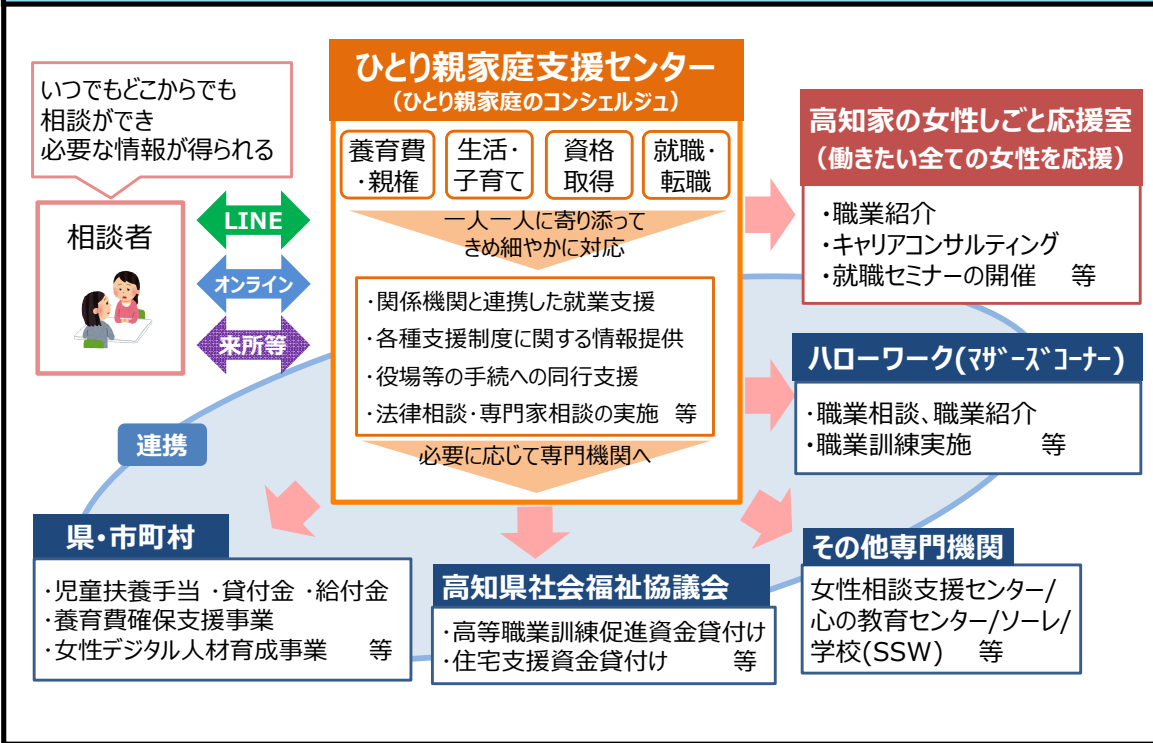 いつでもどこからでも
相談ができ
必要な情報が得られる
相談者
LINE
オンライン
来所等
ひとり親家庭支援センター
（ひとり親家庭のコンシェルジュ）
養育費
・親権
生活・
子育て
資格
取得
就職・
転職
一人一人に寄り添って
きめ細やかに対応
・関係機関と連携した就業支援
・各種支援制度に関する情報提供
・役場等の手続への同行支援
・法律相談・専門家相談の実施 等
必要に応じて専門機関へ
高知家の女性しごと応援室
（働きたい全ての女性を応援）
・職業紹介
・キャリアコンサルティング
・就職セミナーの開催 等
ハローワーク(ﾏｻﾞｰｽﾞｺｰﾅｰ)
・職業相談、職業紹介
・職業訓練実施 等
連携
県・市町村
・児童扶養手当 ・貸付金 ・給付金
・養育費確保支援事業
・女性デジタル人材育成事業 等
高知県社会福祉協議会
・高等職業訓練促進資金貸付け
・住宅支援資金貸付け 等
その他専門機関
女性相談支援センター/
心の教育センター/ソーレ/
学校(SSW) 等